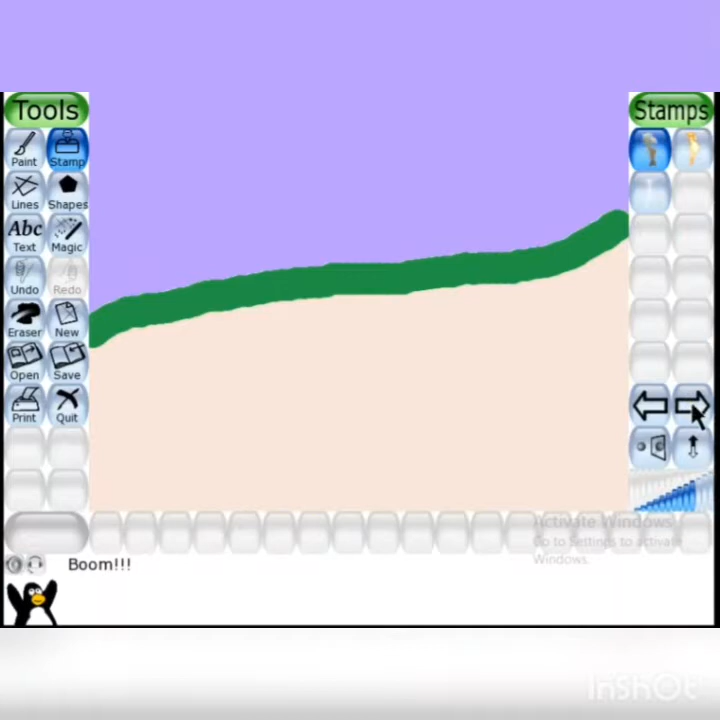 Tools
Stamps
Paint
Stamp
Lines
Shapes
Abc
Text
Magic
Undo
Redo
Eraser
New
Open
Save
Print
Quit
Activate Windows
Go to Settings to activate
Windows.
Boom!!!
InShOt